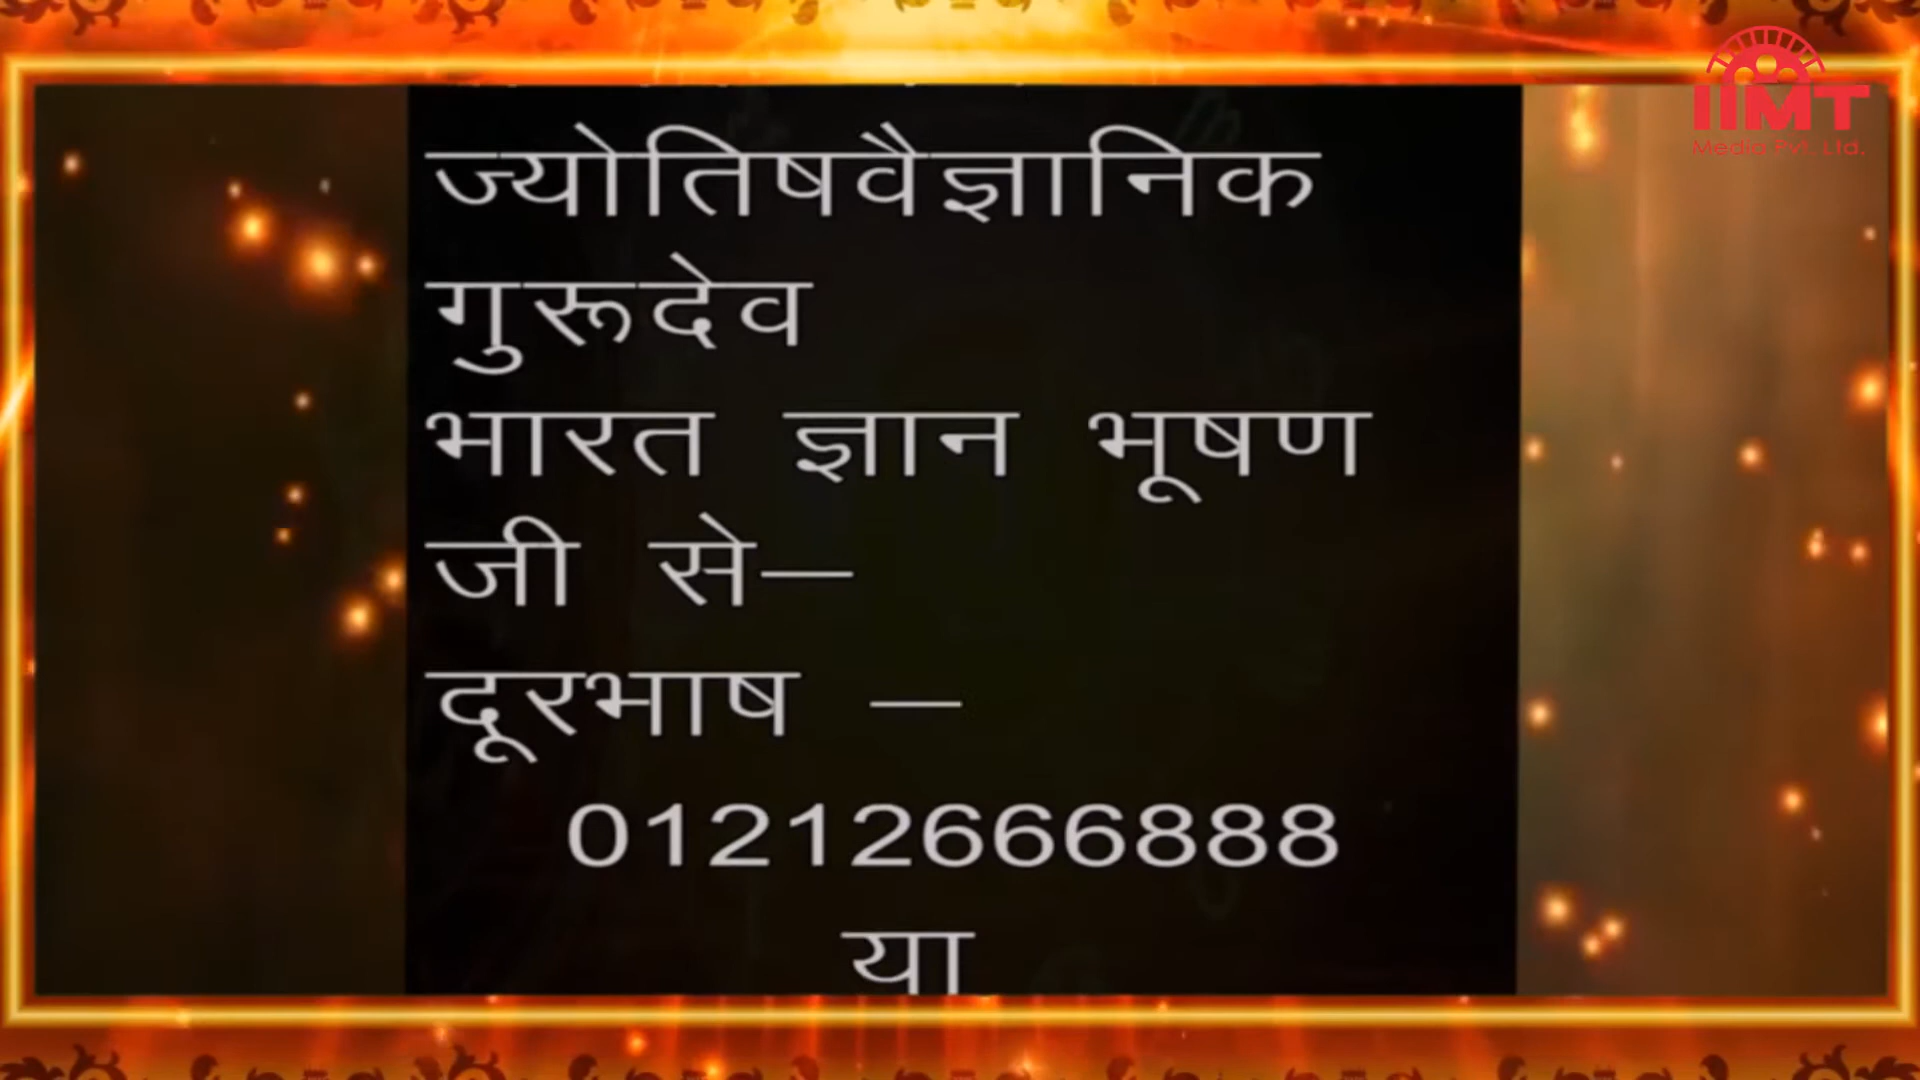 IIMT
Media Pvt. Ltd.
ज्योतिषवैज्ञानिक
गुरूदेव
भारत ज्ञान भूषण
जी से—
दूरभाष —
01212666888
या